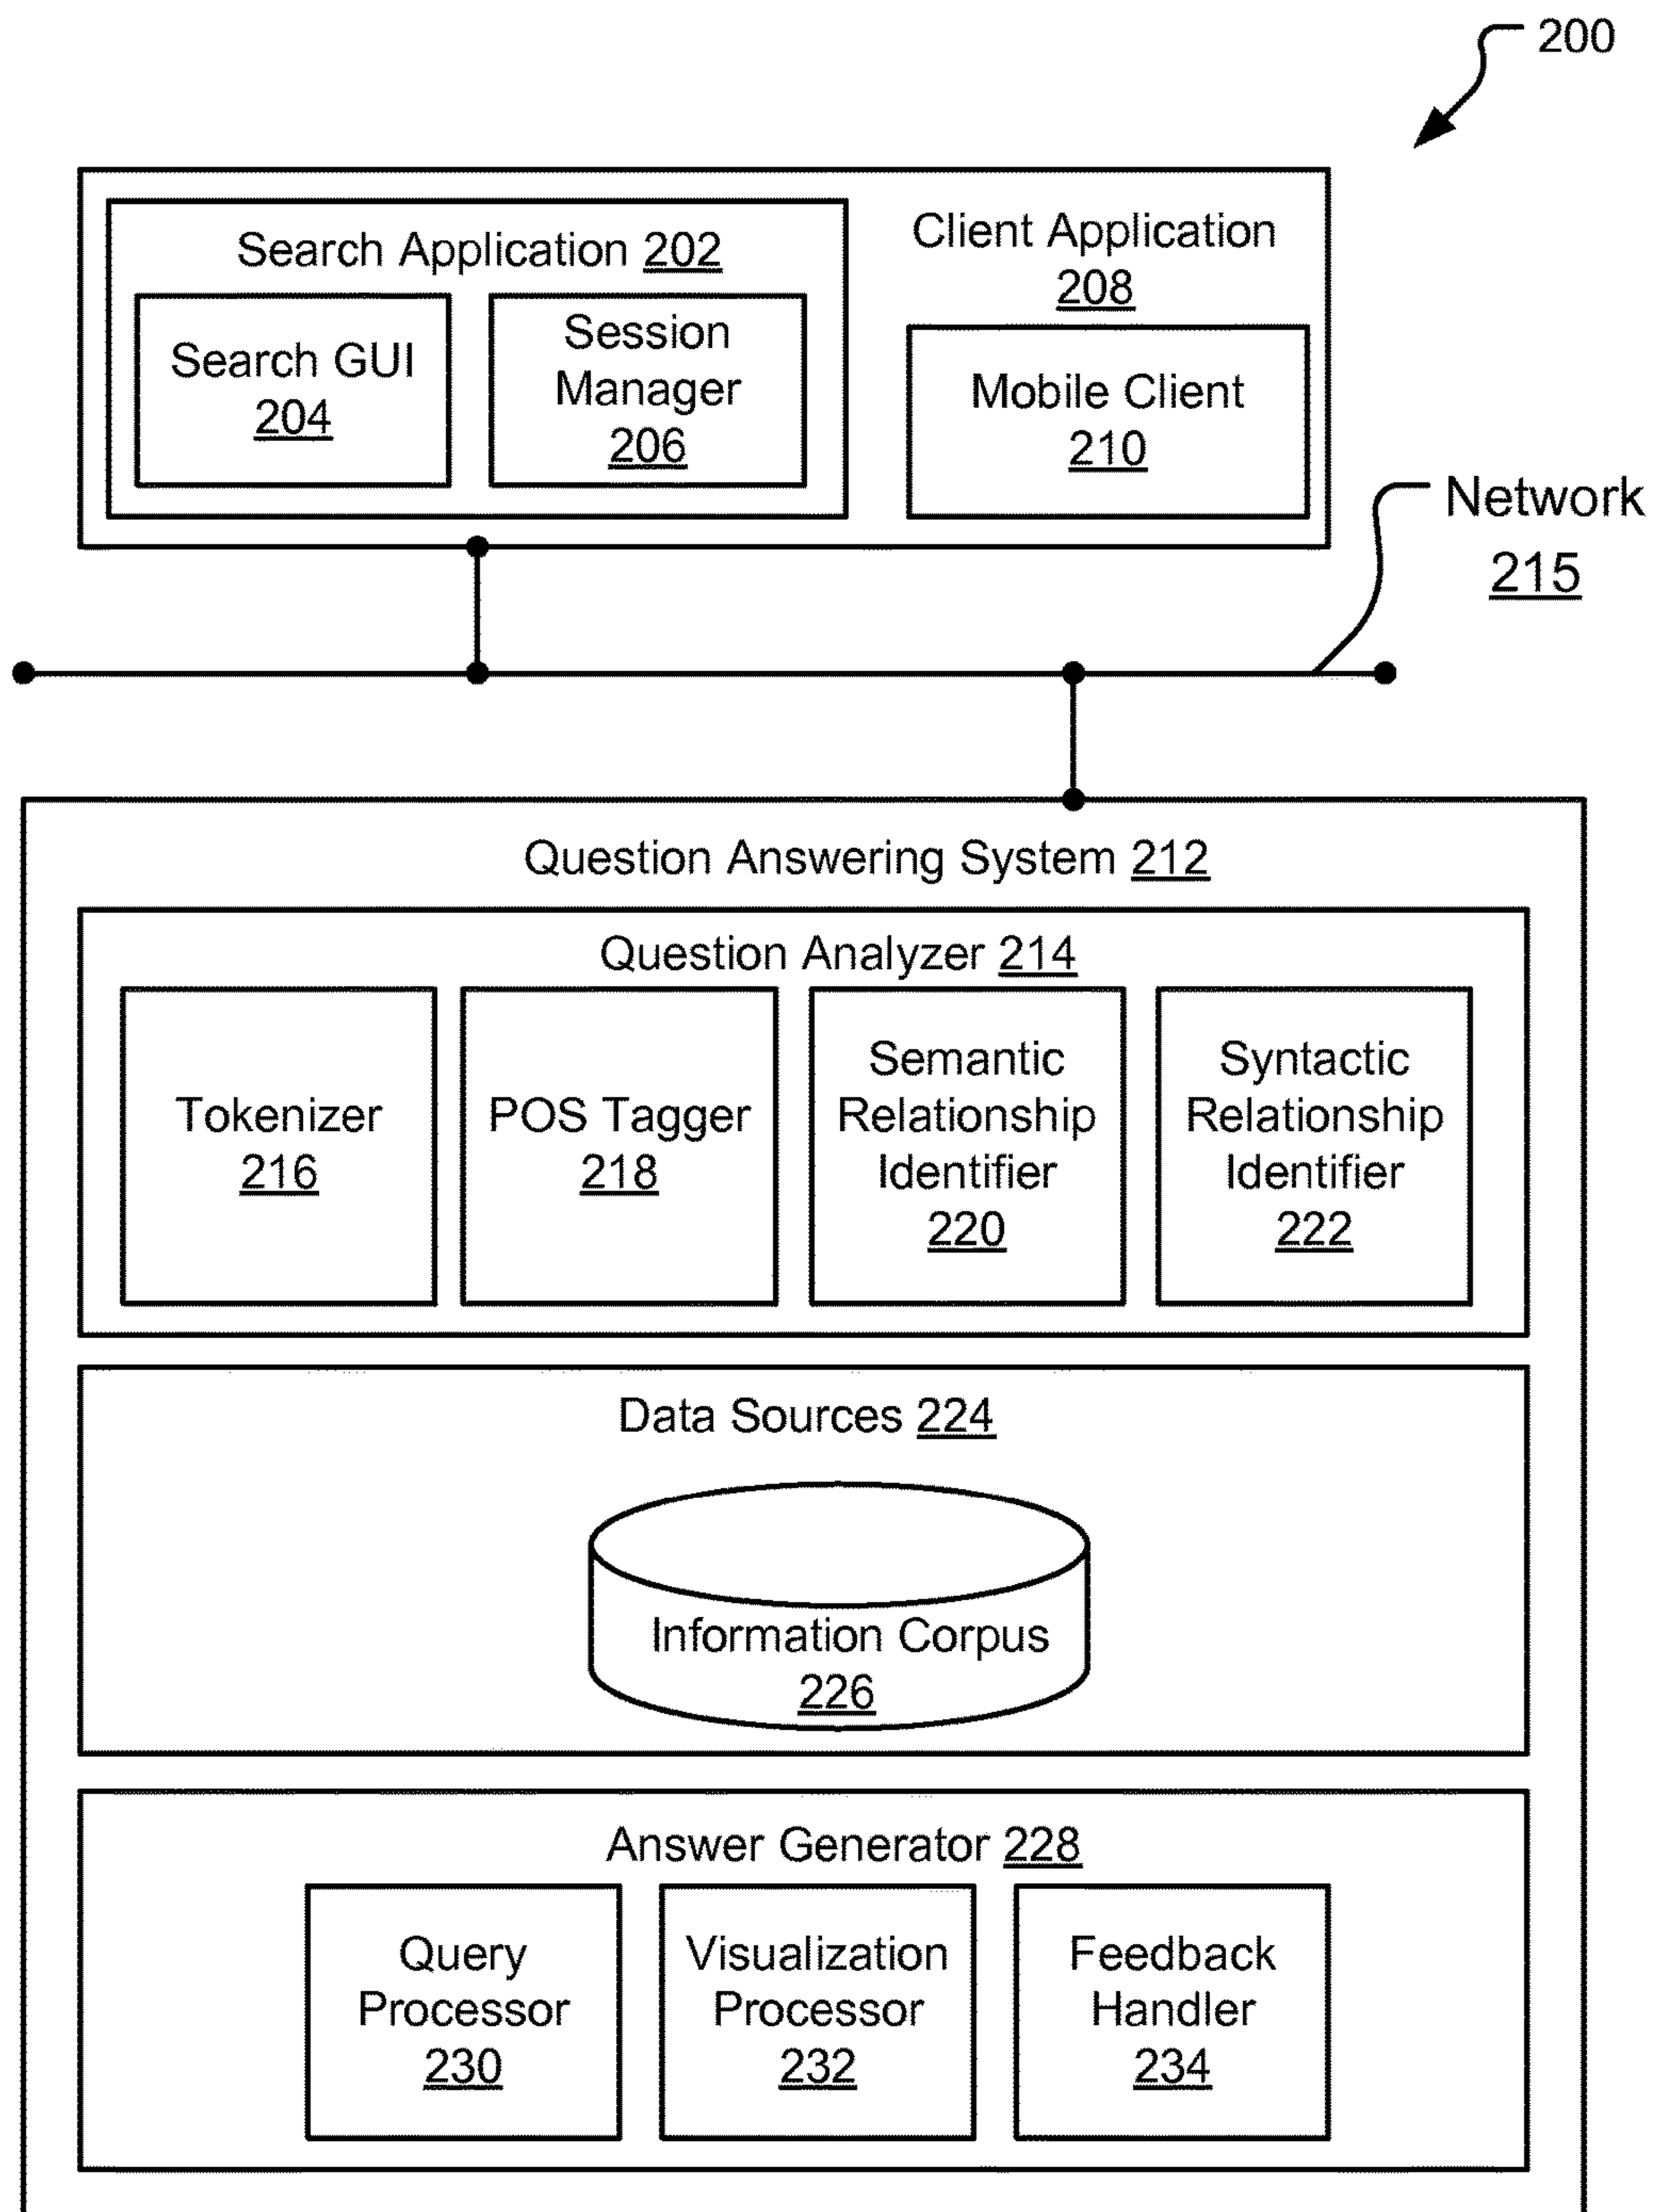 200
Search Application 202
Client Application
208
Search GUI
204
Session
Manager
206
Mobile Client
210
Network
215
Question Answering System 212
Question Analyzer 214
Tokenizer
216
POS Tagger
218
Semantic
Relationship
Identifier
220
Syntactic
Relationship
Identifier
222
Data Sources 224
Information Corpus
226
Answer Generator 228
Query
Processor
230
Visualization
Processor
232
Feedback
Handler
234